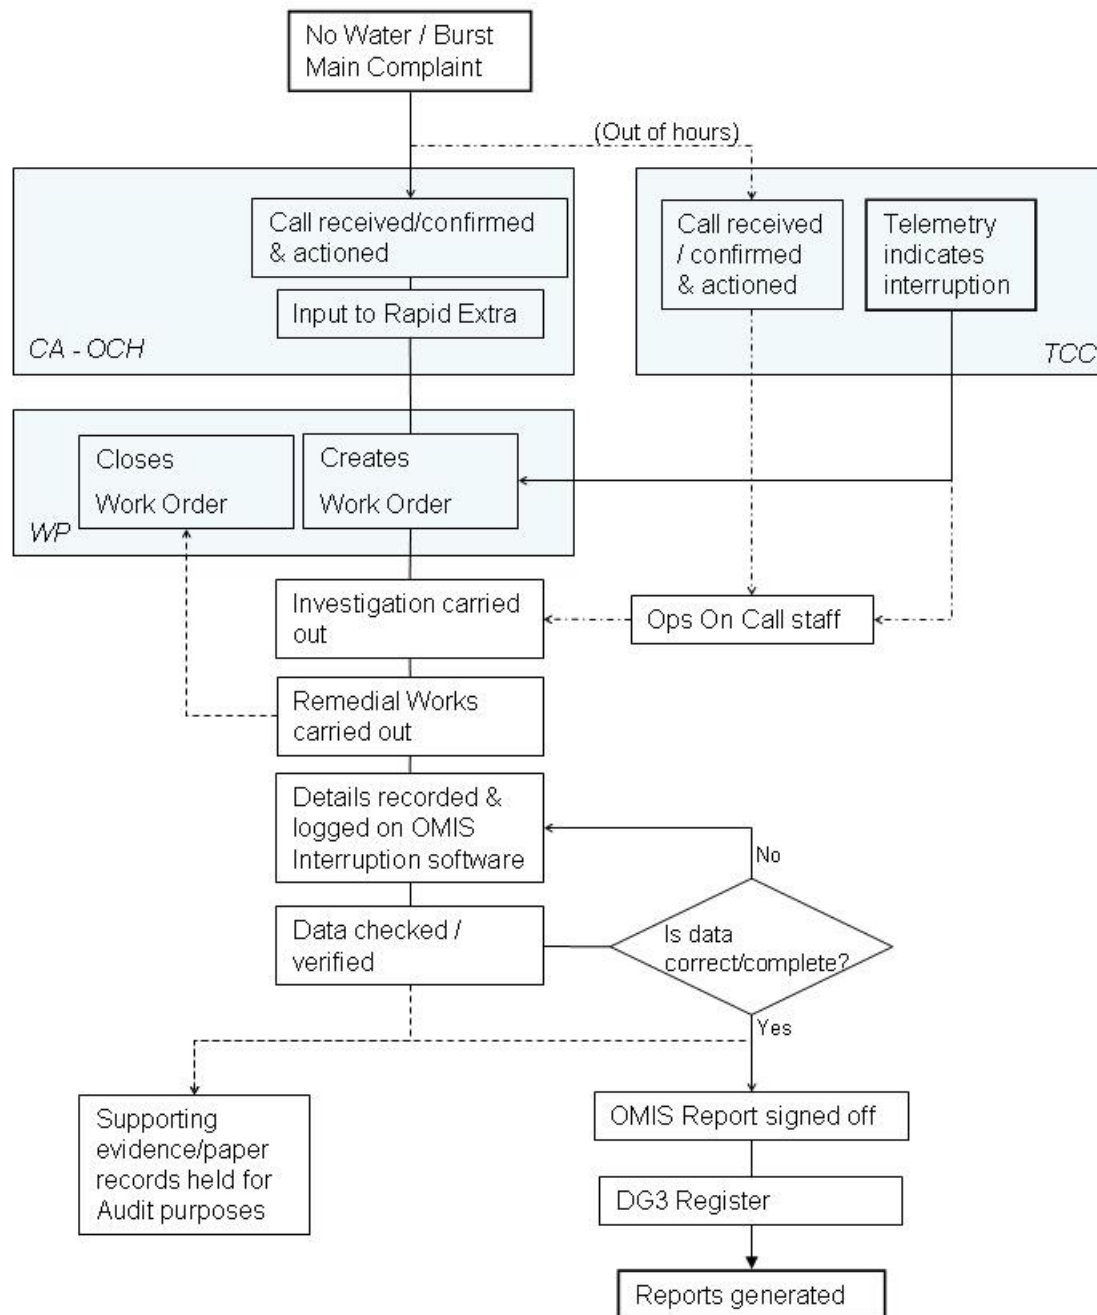 No Water / Burst
Main Complaint
(Out of hours)
Call received/confirmed
& actioned
Input to Rapid Extra
CA - OCH
Call received
/ confirmed
& actioned
Telemetry
indicates
interruption
TCC
Closes
Work Order
Creates
Work Order
WP
Investigation carried
out
Ops On Call staff
Remedial Works
carried out
Details recorded &
logged on OMIS
Interruption software
No
Data checked /
verified
Is data
correct/complete?
Yes
Supporting
evidence/paper
records held for
Audit purposes
OMIS Report signed off
DG3 Register
Reports generated